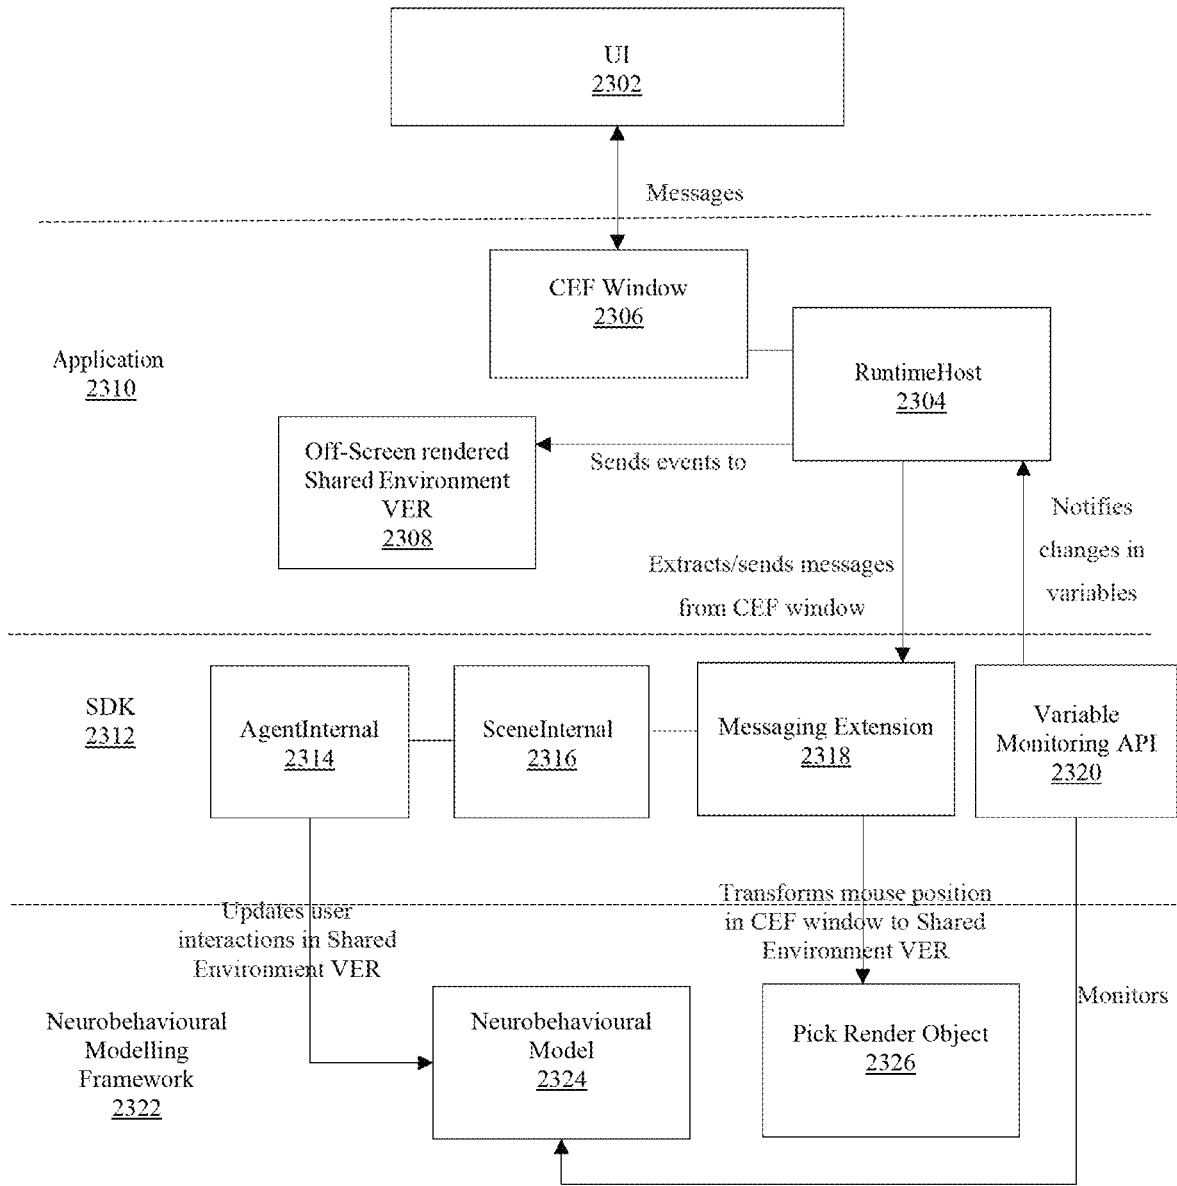 UI
2302
Messages
CEF Window
2306
Application
2310
RuntimeHost
2304
Off-Screen rendered
Shared Environment
VER
2308
Sends events to
Extracts/sends messages
from CEF window
Notifies
changes in
variables
SDK
2312
AgentInternal
2314
SceneInternal
2316
Messaging Extension
2318
Variable
Monitoring API
2320
Updates user
interactions in Shared
Environment VER
Transforms mouse position
in CEF window to Shared
Environment VER
Monitors
Neurobehavioural
Modelling
Framework
2322
Neurobehavioural
Model
2324
Pick Render Object
2326